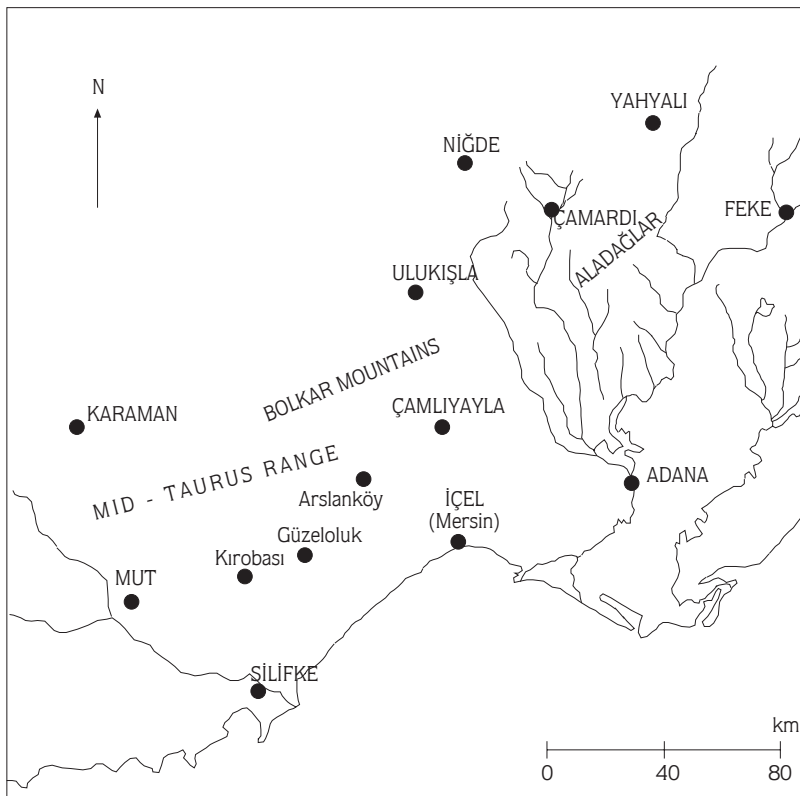 N
YAHYALI
NİĞDE
ÇAMARDI
FEKE
ALADAĞLAR
ULUKIŞLA
BOLKAR MOUNTAINS
KARAMAN
ÇAMLIYAYLA
MID - TAURUS RANGE
Arslanköy
ADANA
İÇEL
(Mersin)
Güzeloluk
Kırobası
MUT
SİLİFKE
km
0 40 80